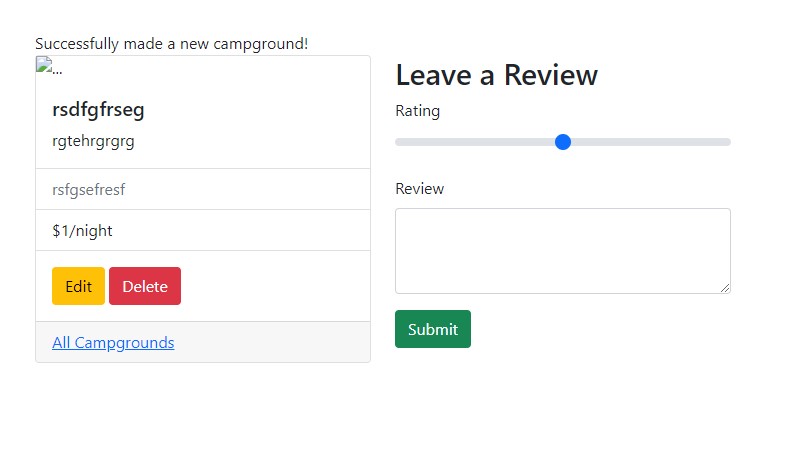 Successfully made a new campground!
...
rsdfgfrseg
rgtehrgrgrg
rsfgsefresf
$1/night
Edit Delete
All Campgrounds
Leave a Review
Rating
Review
Submit